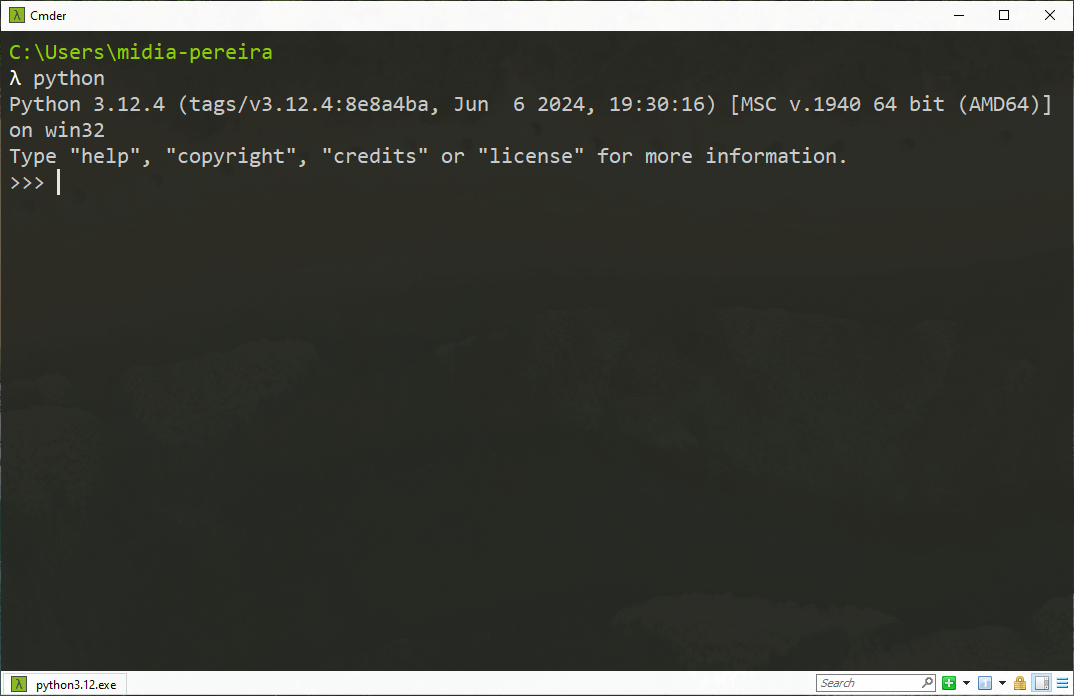 Cmder
C:\Users\midia-pereira
λ python
Python 3.12.4 (tags/v3.12.4:8e8a4ba, Jun  6 2024, 19:30:16) [MSC v.1940 64 bit (AMD64)]
on win32
Type "help", "copyright", "credits" or "license" for more information.
>>>
python3.12.exe
Search